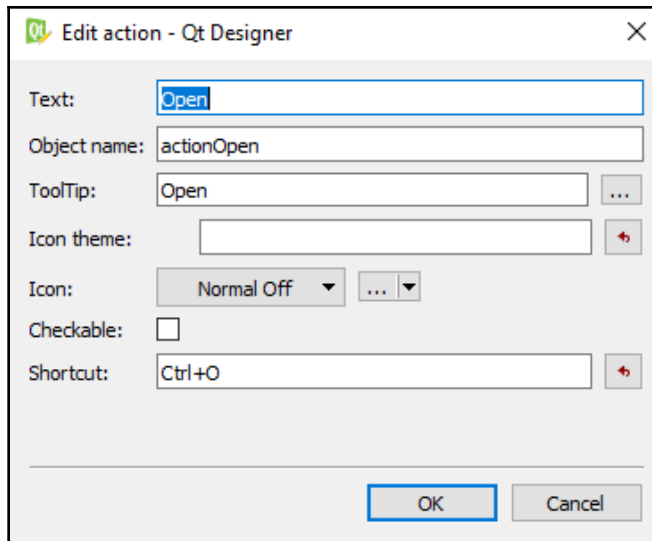 Qt Edit action - Qt Designer
Text: Open
Object name: actionOpen
ToolTip: Open ...
Icon theme:
Icon: Normal Off ...
Checkable:
Shortcut: Ctrl+O
OK Cancel